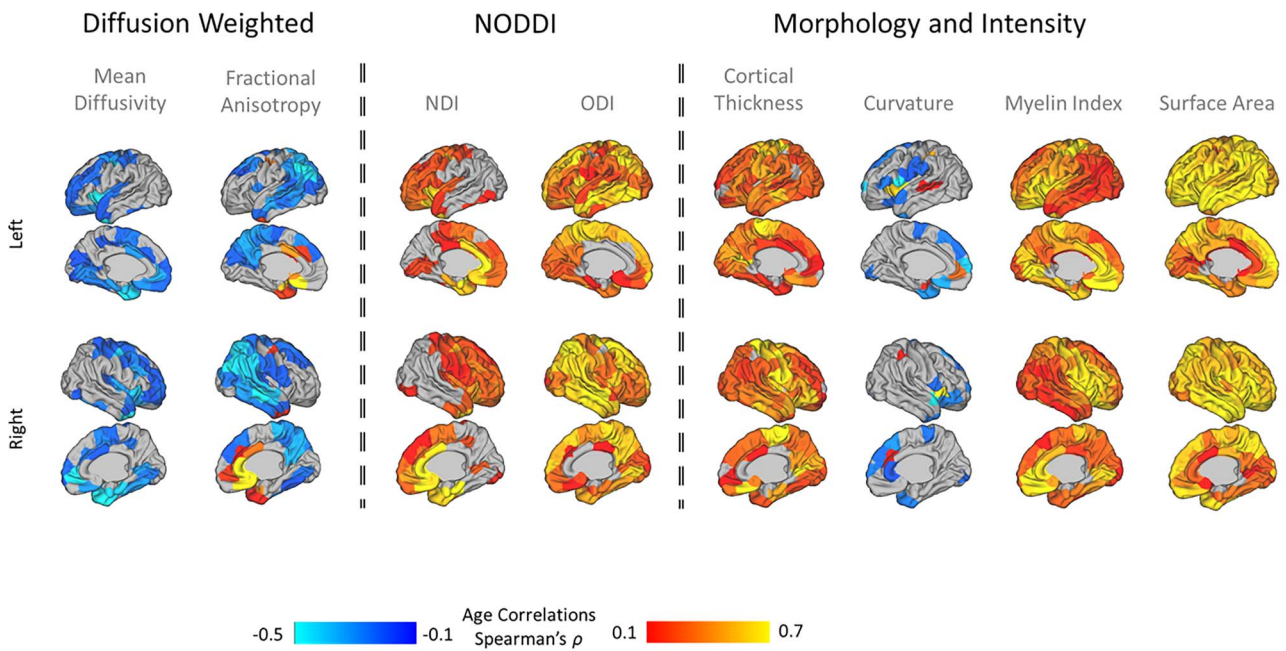 Diffusion Weighted
NODDI
Morphology and Intensity
Mean
Diffusivity
Fractional
Anisotropy
NDI
ODI
Cortical
Thickness
Curvature
Myelin Index
Surface Area
Left
Right
-0.5
-0.1
Age Correlations
Spearman's ρ
0.1
0.7